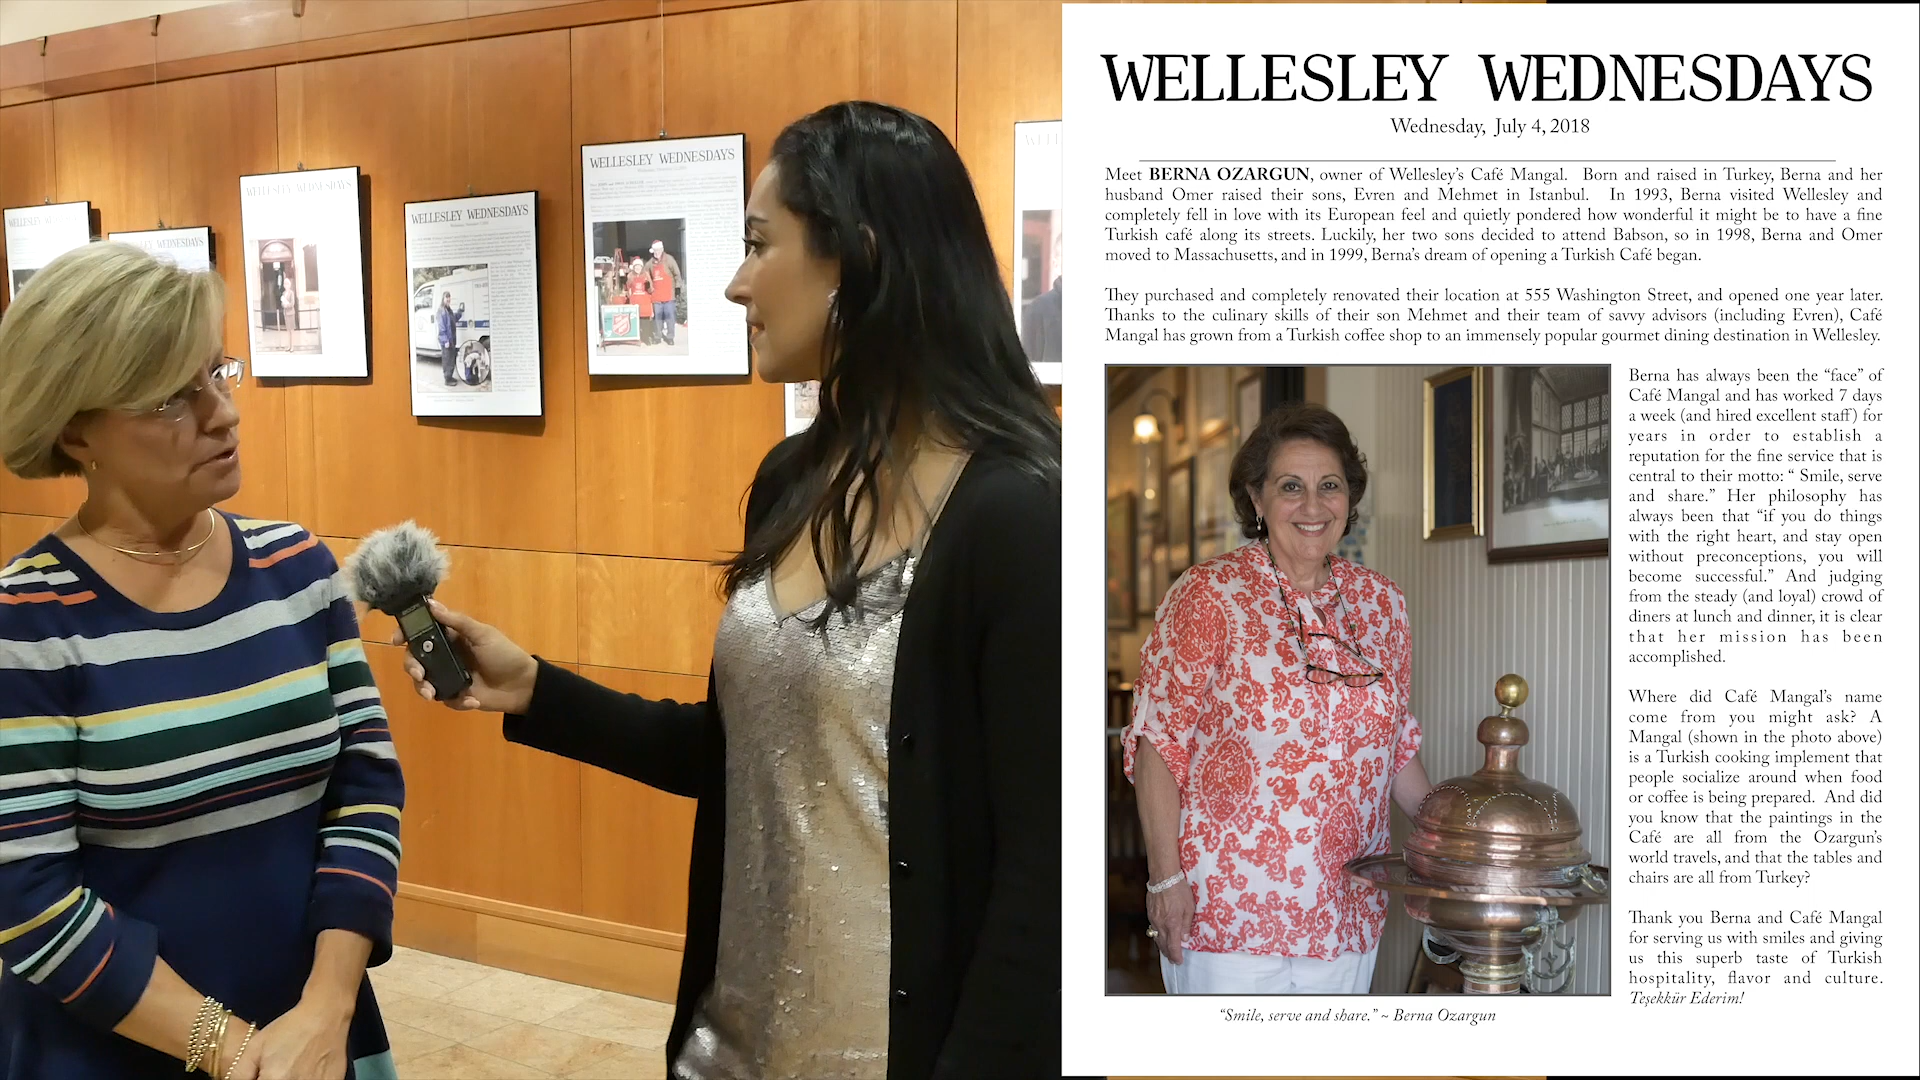 WELLESLEY WEDNESDAYS
WEDNESDAYS
WELLESLEY WEDNESDAYS
WELLESLEY WEDNESDAYS
WELLESLEY WEDNESDAYS
WELLESLEY WEDNESDAYS
Wednesday, July 4, 2018
Meet BERNA OZARGUN, owner of Wellesley's Café Mangal. Born and raised in Turkey, Berna and her
husband Omer raised their sons, Evren and Mehmet in Istanbul. In 1993, Berna visited Wellesley and
completely fell in love with its European feel and quietly pondered how wonderful it might be to have a fine
Turkish café along its streets. Luckily, her two sons decided to attend Babson, so in 1998, Berna and Omer
moved to Massachusetts, and in 1999, Berna's dream of opening a Turkish Café began.
They purchased and completely renovated their location at 555 Washington Street, and opened one year later.
Thanks to the culinary skills of their son Mehmet and their team of savvy advisors (including Evren), Café
Mangal has grown from a Turkish coffee shop to an immensely popular gourmet dining destination in Wellesley.
Berna has always been the “face” of
Café Mangal and has worked 7 days
a week (and hired excellent staff) for
years in order to establish a
reputation for the fine service that is
central to their motto: “ Smile, serve
and share.” Her philosophy has
always been that “if you do things
with the right heart, and stay open
without preconceptions, you will
become successful.” And judging
from the steady (and loyal) crowd of
diners at lunch and dinner, it is clear
that her mission has been
accomplished.
Where did Café Mangal's name
come from you might ask? A
Mangal (shown in the photo above)
is a Turkish cooking implement that
people socialize around when food
or coffee is being prepared. And did
you know that the paintings in the
Café are all from the Ozargun's
world travels, and that the tables and
chairs are all from Turkey?
Thank you Berna and Café Mangal
for serving us with smiles and giving
us this superb taste of Turkish
hospitality, flavor and culture.
Teşekkür Ederim!
“Smile, serve and share.” ~ Berna Ozargun